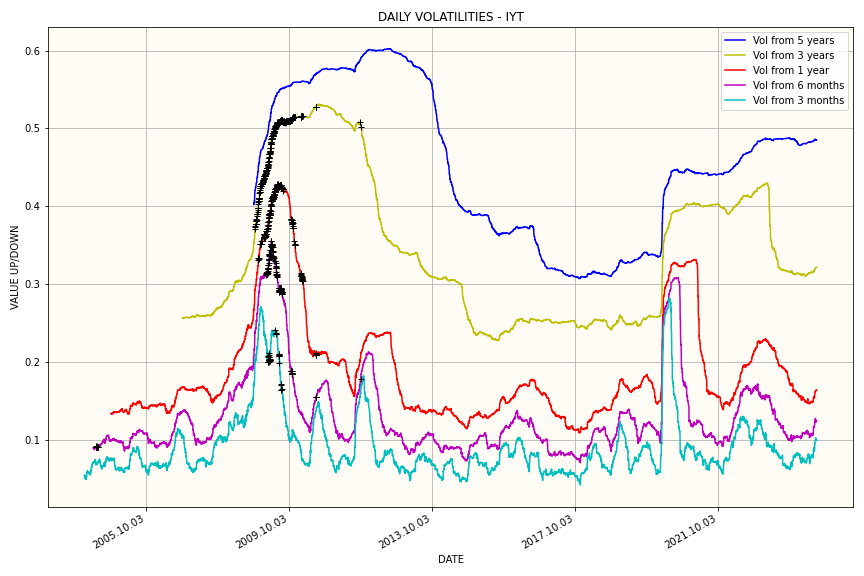 DAILY VOLATILITIES - IYT
Vol from 5 years
Vol from 3 years
Vol from 1 year
Vol from 6 months
Vol from 3 months
VALUE UP/DOWN
0.6
0.5
0.4
0.3
0.2
0.1
2005.10.03
2009.10.03
2013.10.03
2017.10.03
2021.10.03
DATE